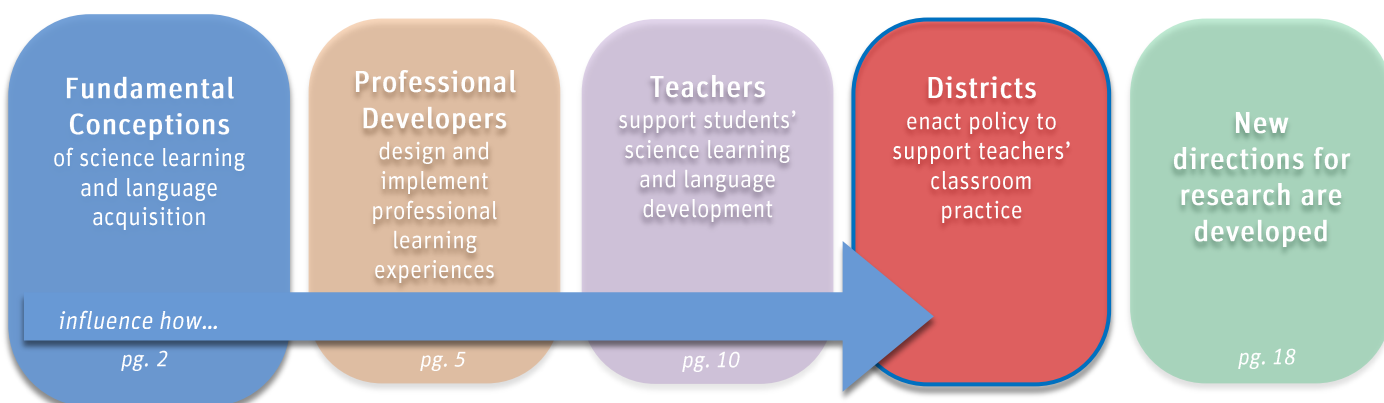 Fundamental
Conceptions
of science learning
and language
acquisition
influence how...
pg. 2
Professional
Developers
design and
implement
professional
learning
experiences
pg. 5
Teachers
support students’
science learning
and language
development
pg. 10
Districts
enact policy to
support teachers’
classroom
practice
New
directions for
research are
developed
pg. 18